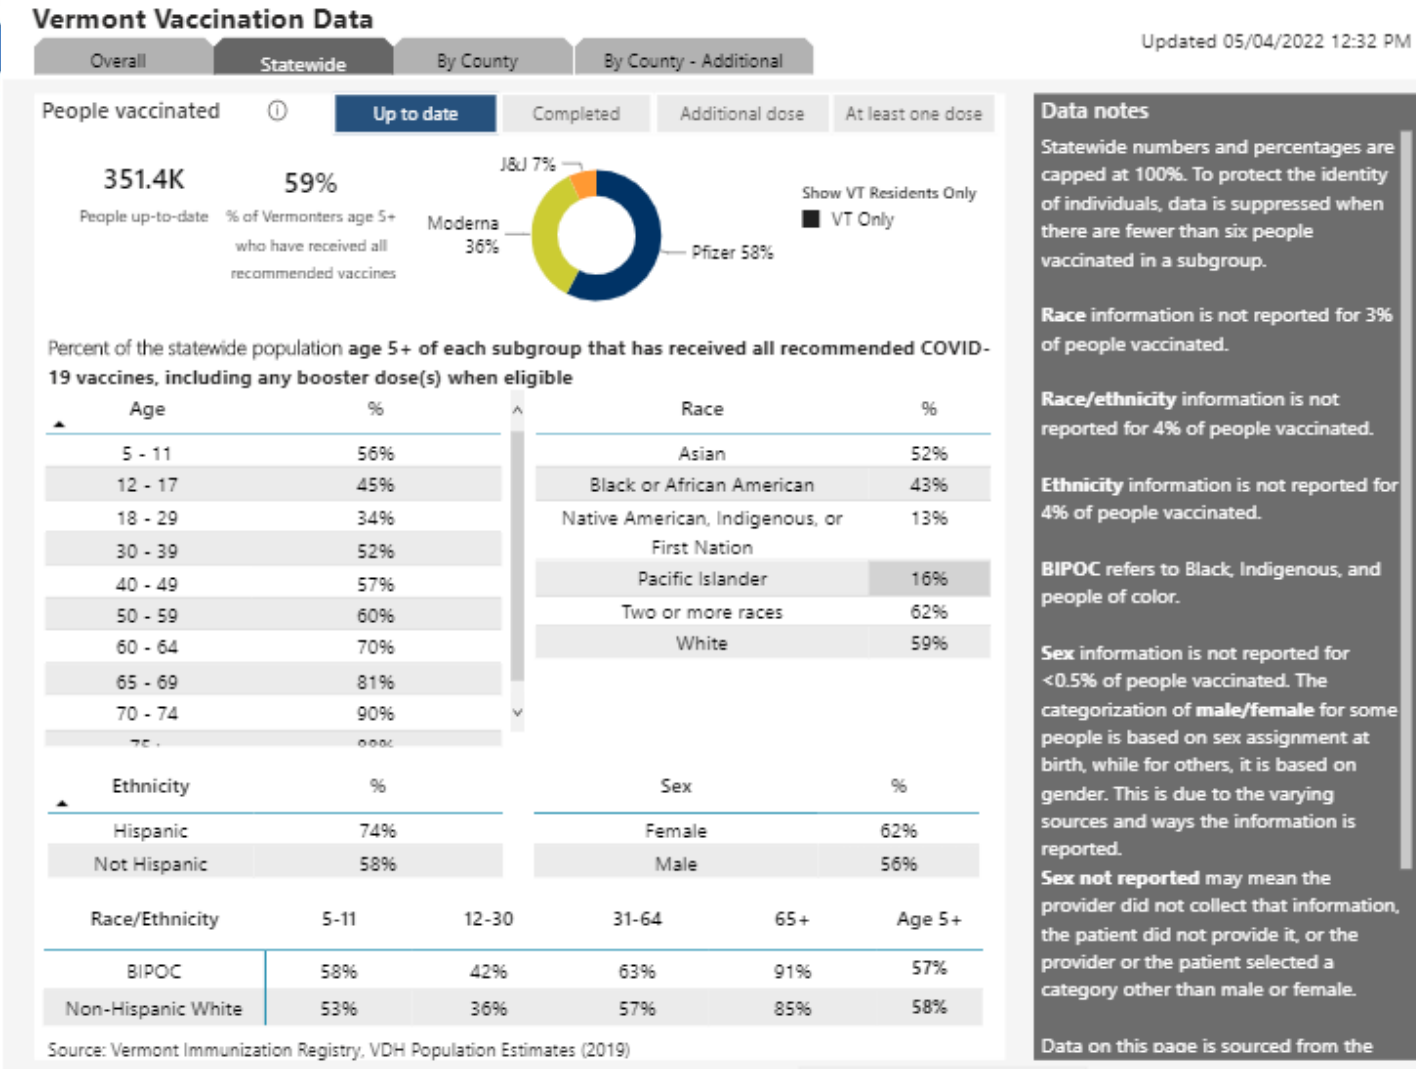 Vermont Vaccination Data
Updated 05/04/2022 12:32 PM
Overall
Statewide
By County
By County - Additional
People vaccinated
Up to date
Completed
Additional dose
At least one dose
351.4K
People up-to-date
59%
% of Vermonters age 5+
who have received all
recommended vaccines
J&J 7%
Moderna
36%
Pfizer 58%
Show VT Residents Only
VT Only
Percent of the statewide population age 5+ of each subgroup that has received all recommended COVID-
19 vaccines, including any booster dose(s) when eligible
Age %
5 - 11 56%
12 - 17 45%
18 - 29 34%
30 - 39 52%
40 - 49 57%
50 - 59 60%
60 - 64 70%
65 - 69 81%
70 - 74 90%
Race %
Asian 52%
Black or African American 43%
Native American, Indigenous, or 13%
First Nation
Pacific Islander 16%
Two or more races 62%
White 59%
Ethnicity %
Hispanic 74%
Not Hispanic 58%
Sex %
Female 62%
Male 56%
Race/Ethnicity 5-11 12-30 31-64 65+ Age 5+
BIPOC 58% 42% 63% 91% 57%
Non-Hispanic White 53% 36% 57% 85% 58%
Source: Vermont Immunization Registry, VDH Population Estimates (2019)
Data notes
Statewide numbers and percentages are
capped at 100%. To protect the identity
of individuals, data is suppressed when
there are fewer than six people
vaccinated in a subgroup.
Race information is not reported for 3%
of people vaccinated.
Race/ethnicity information is not
reported for 4% of people vaccinated.
Ethnicity information is not reported for
4% of people vaccinated.
BIPOC refers to Black, Indigenous, and
people of color.
Sex information is not reported for
<0.5% of people vaccinated. The
categorization of male/female for some
people is based on sex assignment at
birth, while for others, it is based on
gender. This is due to the varying
sources and ways the information is
reported.
Sex not reported may mean the
provider did not collect that information,
the patient did not provide it, or the
provider or the patient selected a
category other than male or female.
Data on this page is sourced from the